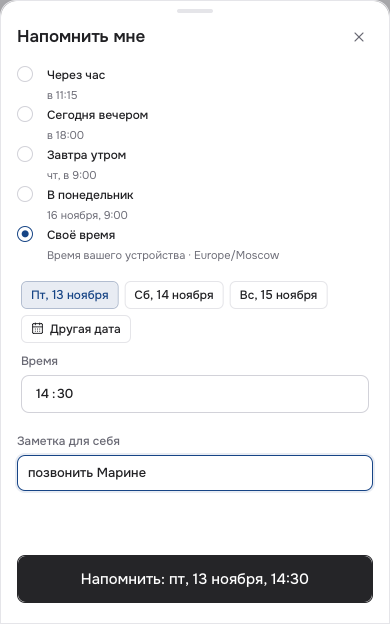 Напомнить мне
Через час
в 11:15
Сегодня вечером
в 18:00
Завтра утром
чт, в 9:00
В понедельник
16 ноября, 9:00
Своё время
Время вашего устройства · Europe/Moscow
Пт, 13 ноября Сб, 14 ноября Вс, 15 ноября
Другая дата
Время
14:30
Заметка для себя
позвонить Марине
Напомнить: пт, 13 ноября, 14:30